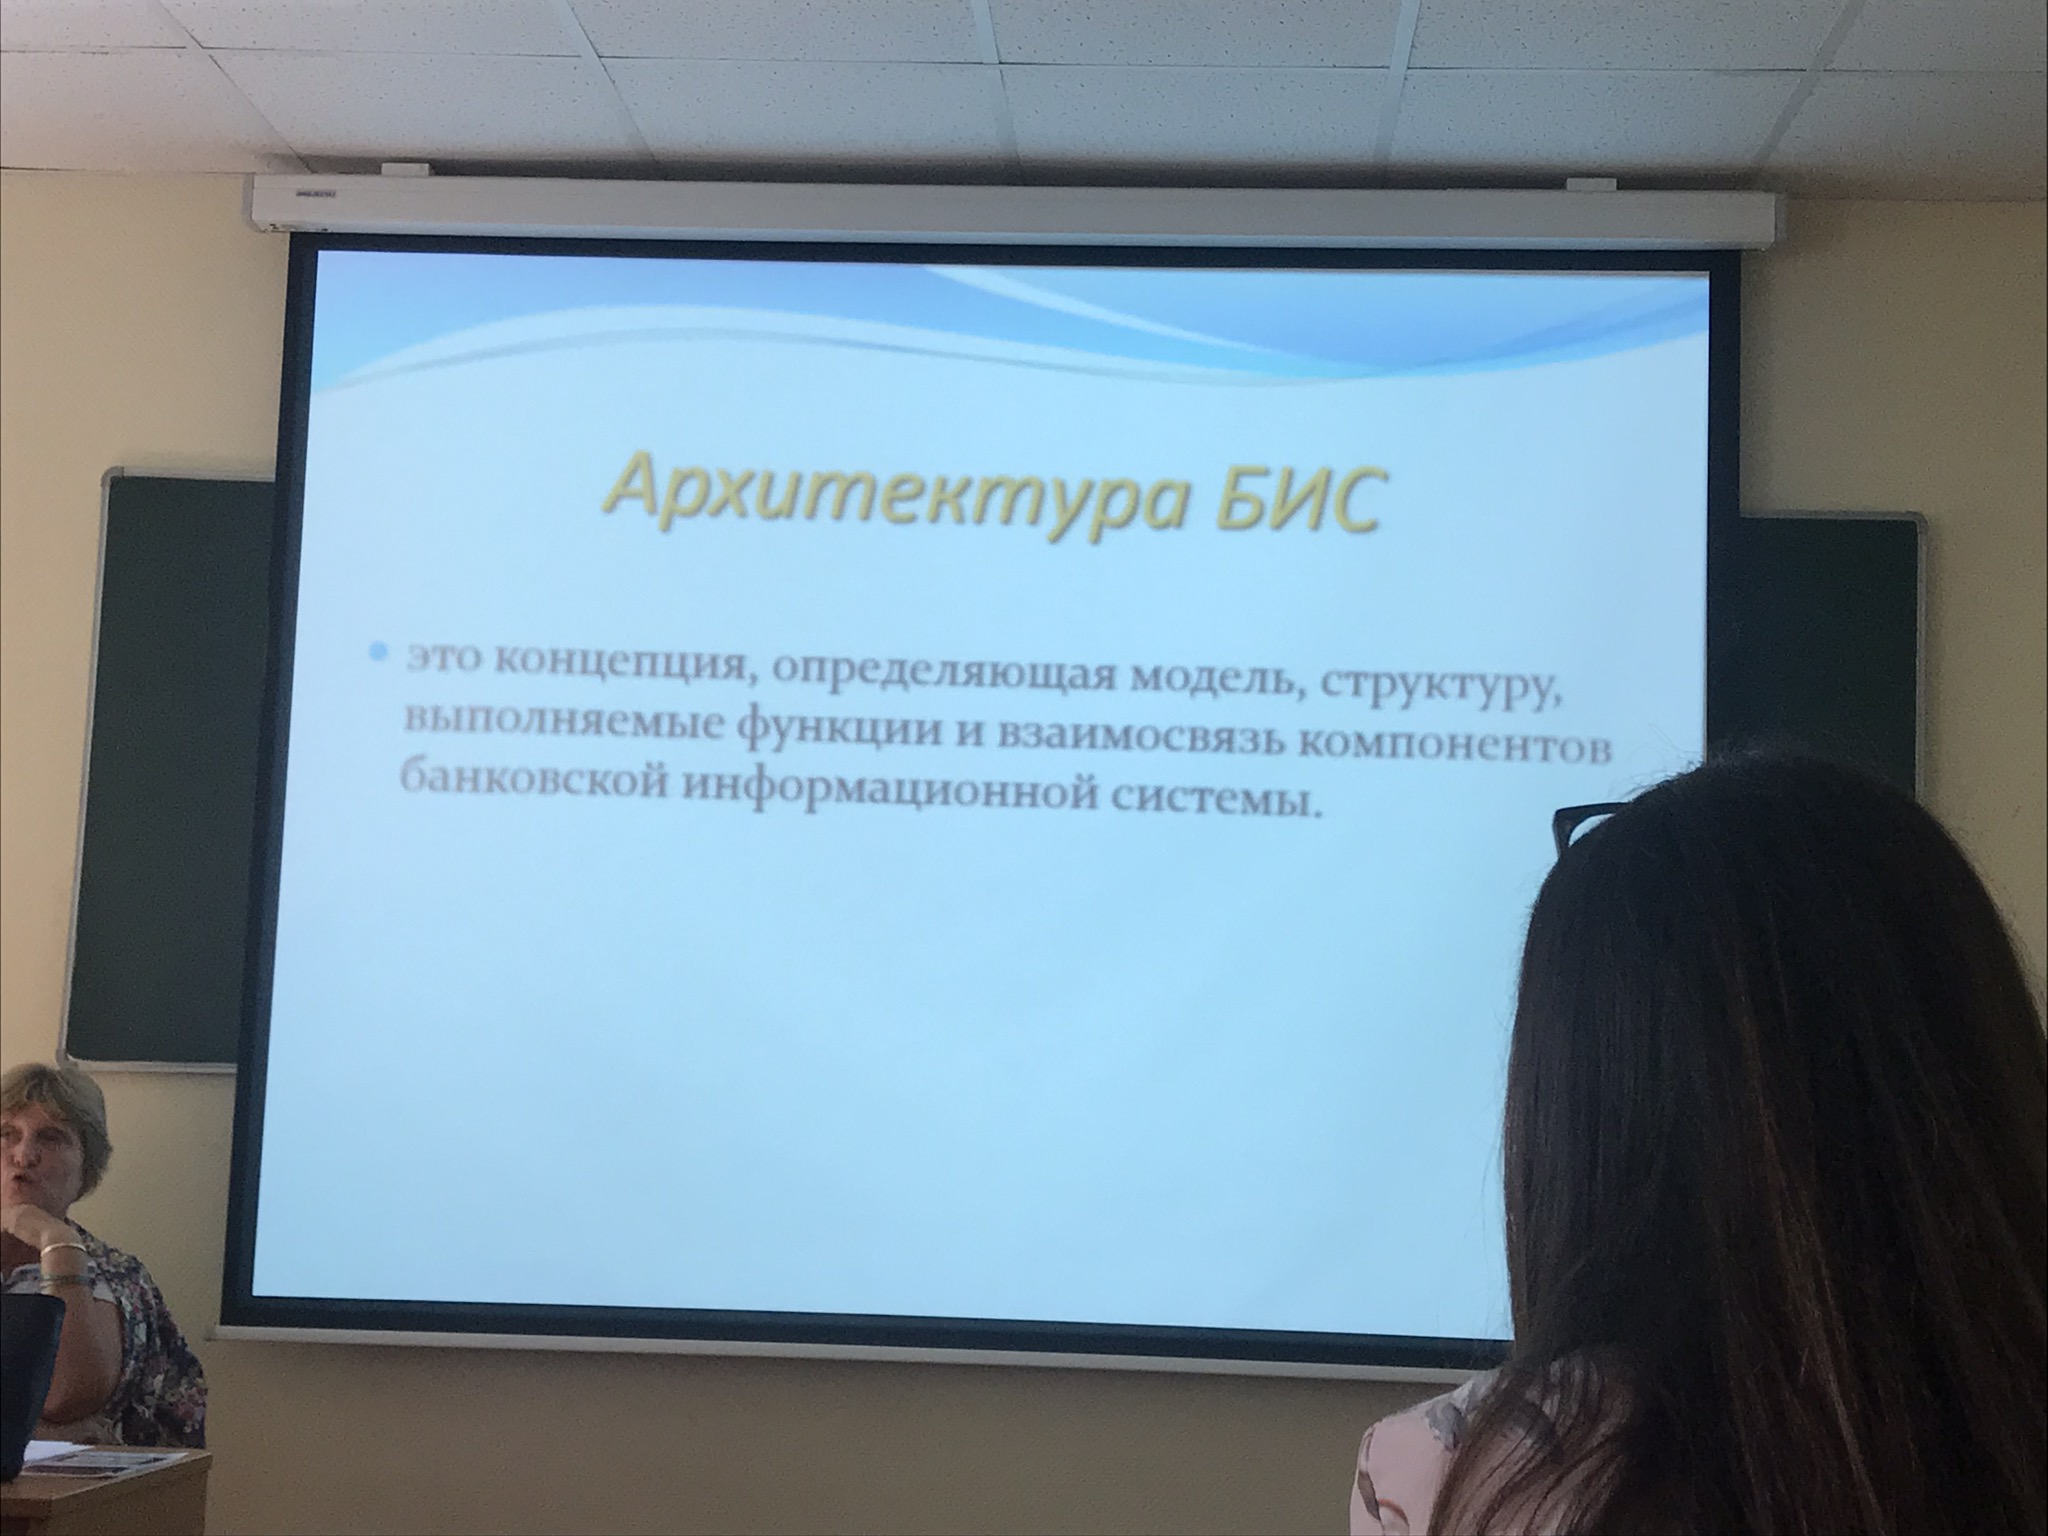 Архитектура БИС
• это концепция, определяющая модель, структуру,
выполняемые функции и взаимосвязь компонентов
банковской информационной системы.